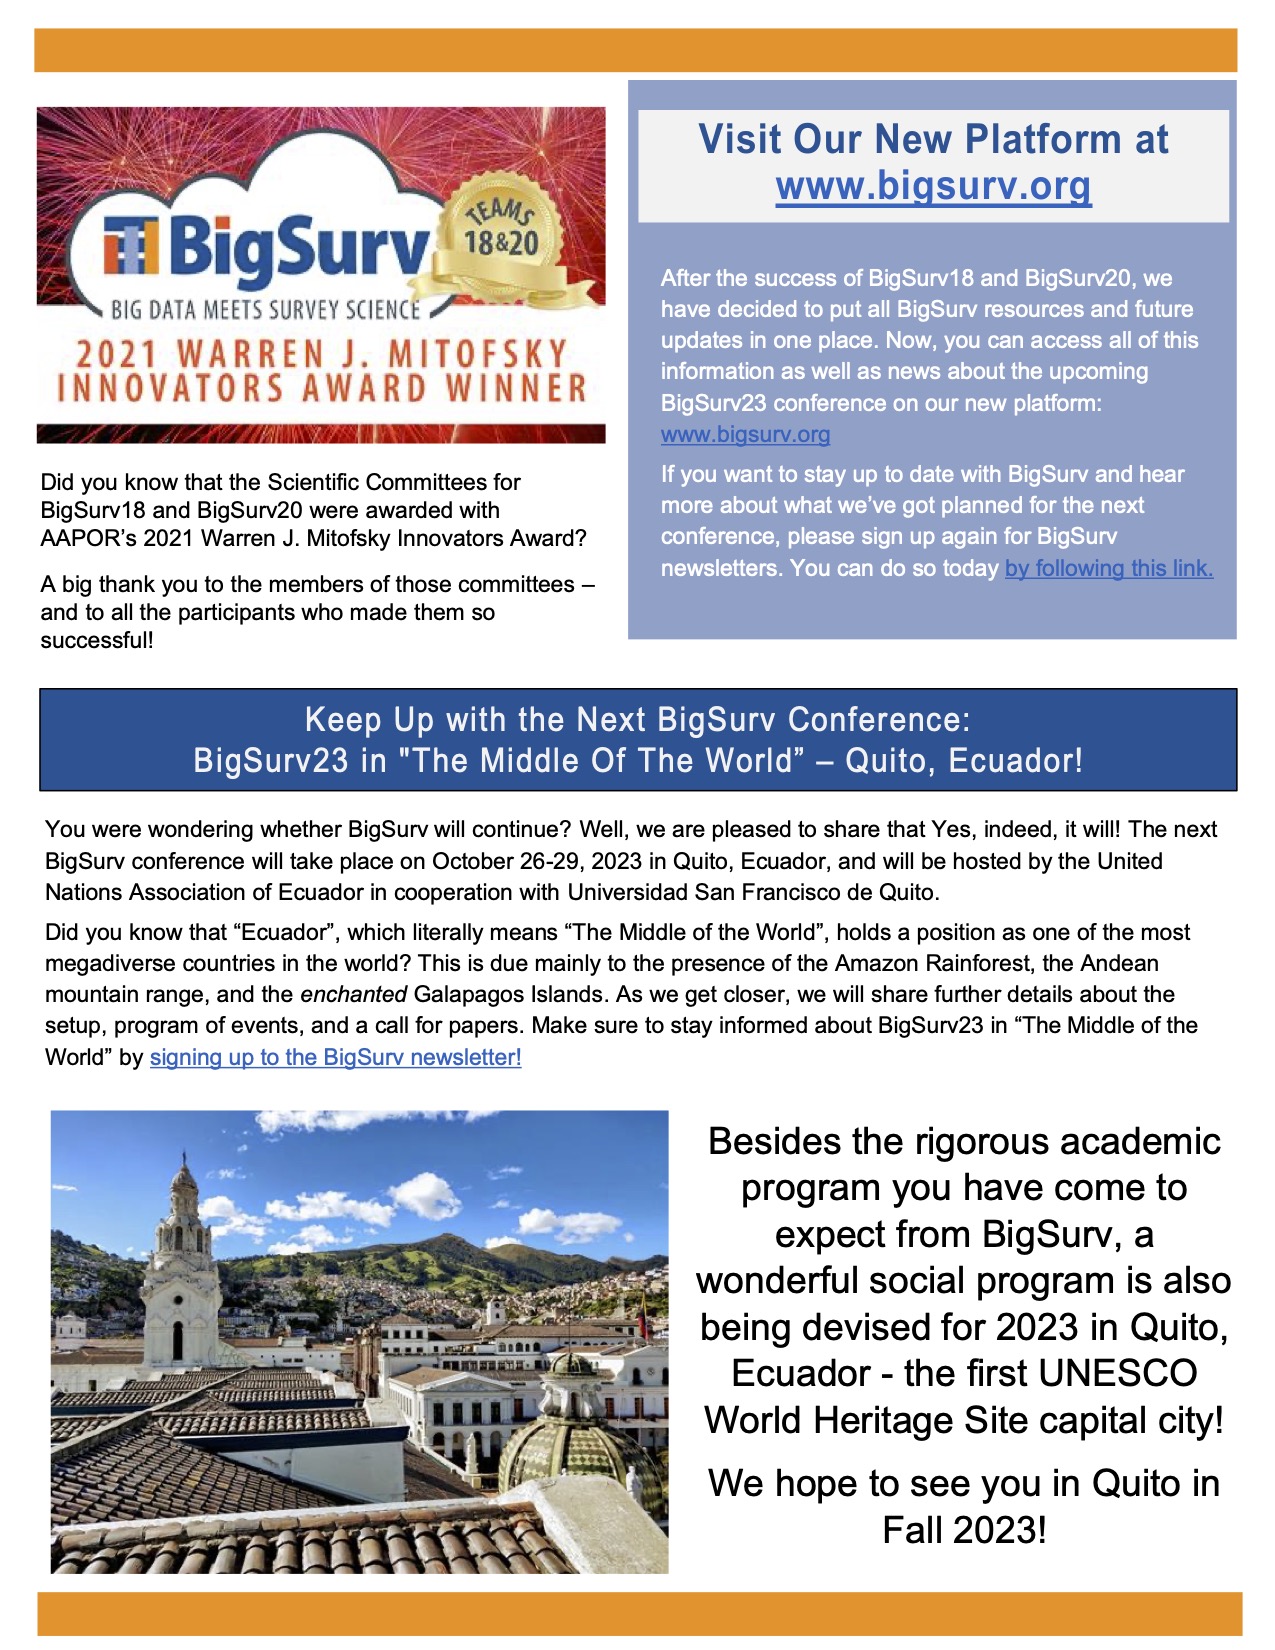 BigSurv
TEAMS
18&20
BIG DATA MEETS SURVEY SCIENCE
2021 WARREN J. MITOFSKY
INNOVATORS AWARD WINNER
Did you know that the Scientific Committees for
BigSurv18 and BigSurv20 were awarded with
AAPOR’s 2021 Warren J. Mitofsky Innovators Award?
A big thank you to the members of those committees –
and to all the participants who made them so
successful!
Visit Our New Platform at
www.bigsurv.org
After the success of BigSurv18 and BigSurv20, we
have decided to put all BigSurv resources and future
updates in one place. Now, you can access all of this
information as well as news about the upcoming
BigSurv23 conference on our new platform:
www.bigsurv.org
If you want to stay up to date with BigSurv and hear
more about what we’ve got planned for the next
conference, please sign up again for BigSurv
newsletters. You can do so today by following this link.
Keep Up with the Next BigSurv Conference:
BigSurv23 in "The Middle Of The World” – Quito, Ecuador!
You were wondering whether BigSurv will continue? Well, we are pleased to share that Yes, indeed, it will! The next
BigSurv conference will take place on October 26-29, 2023 in Quito, Ecuador, and will be hosted by the United
Nations Association of Ecuador in cooperation with Universidad San Francisco de Quito.
Did you know that “Ecuador”, which literally means “The Middle of the World”, holds a position as one of the most
megadiverse countries in the world? This is due mainly to the presence of the Amazon Rainforest, the Andean
mountain range, and the enchanted Galapagos Islands. As we get closer, we will share further details about the
setup, program of events, and a call for papers. Make sure to stay informed about BigSurv23 in “The Middle of the
World” by signing up to the BigSurv newsletter!
Besides the rigorous academic
program you have come to
expect from BigSurv, a
wonderful social program is also
being devised for 2023 in Quito,
Ecuador - the first UNESCO
World Heritage Site capital city!
We hope to see you in Quito in
Fall 2023!